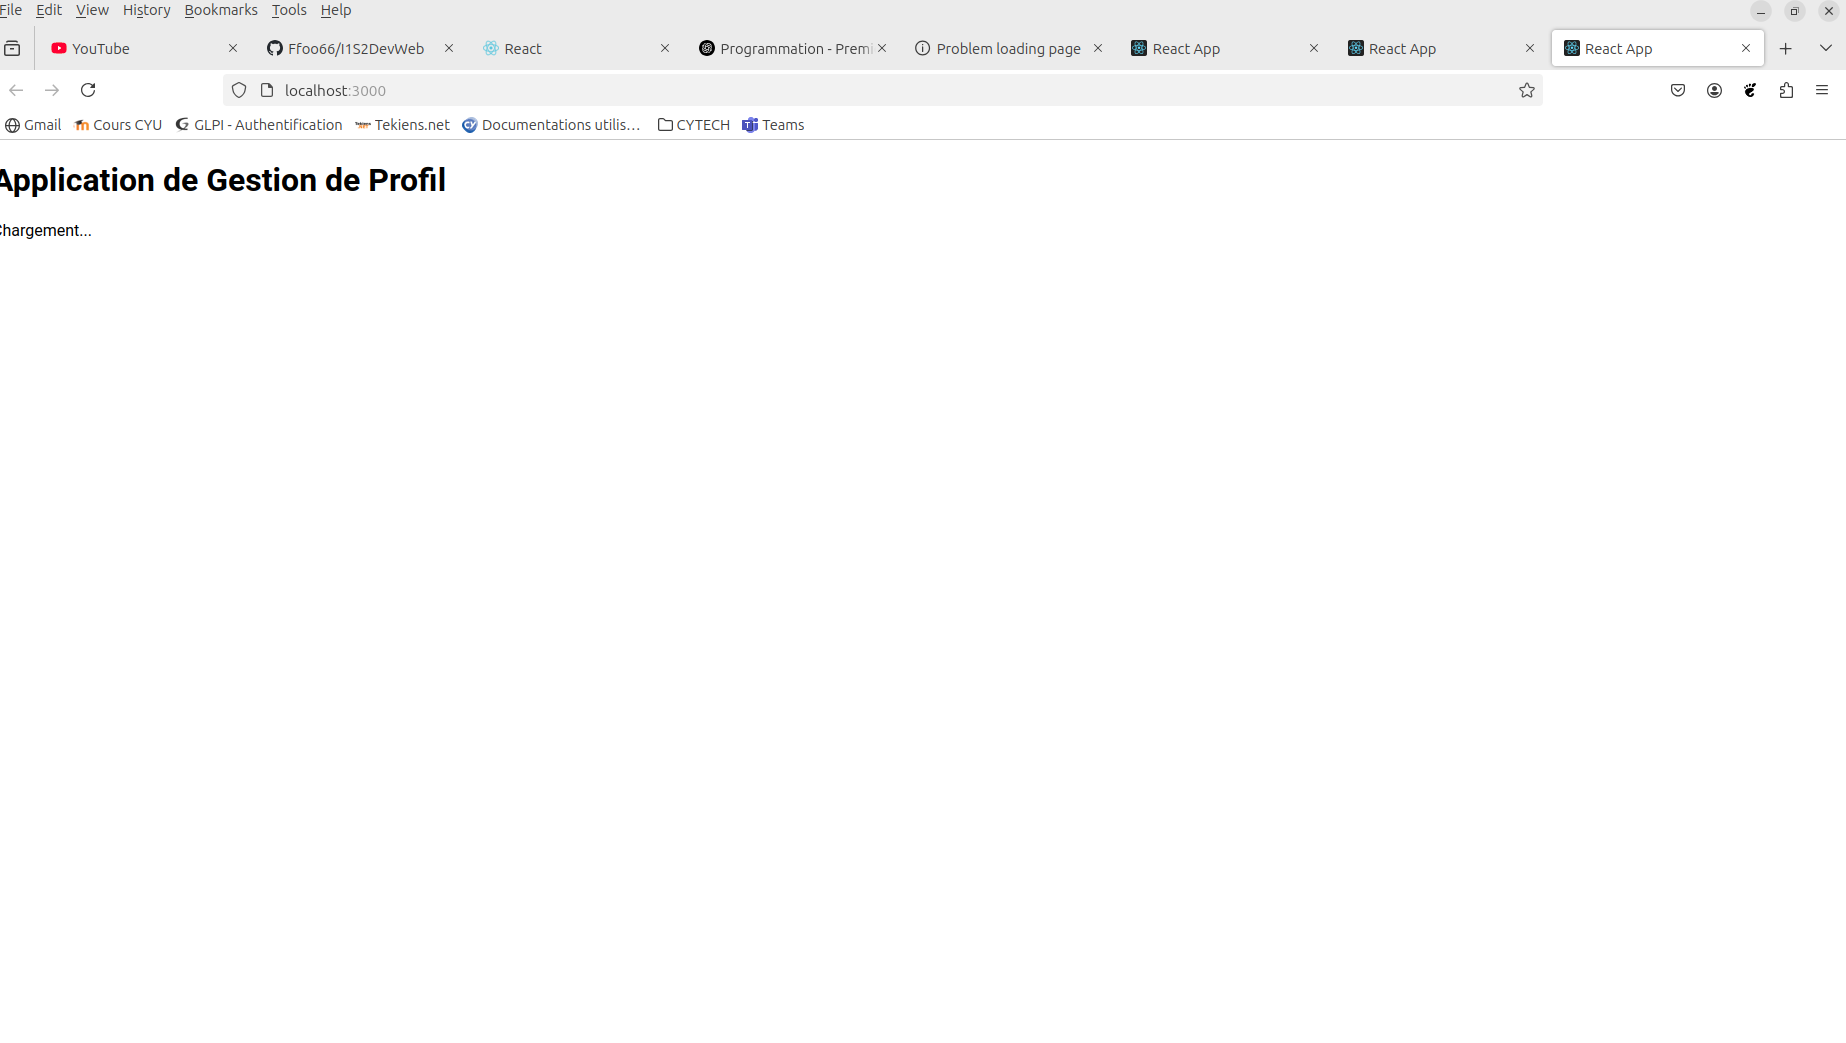 File Edit View History Bookmarks Tools Help
YouTube Ffoo66/I1S2DevWeb React Programmation - Premi Problem loading page React App React App React App
localhost:3000
Gmail Cours CYU GLPI - Authentification Tekiens.net Documentations utilis… CYTECH Teams
Application de Gestion de Profil
Chargement...